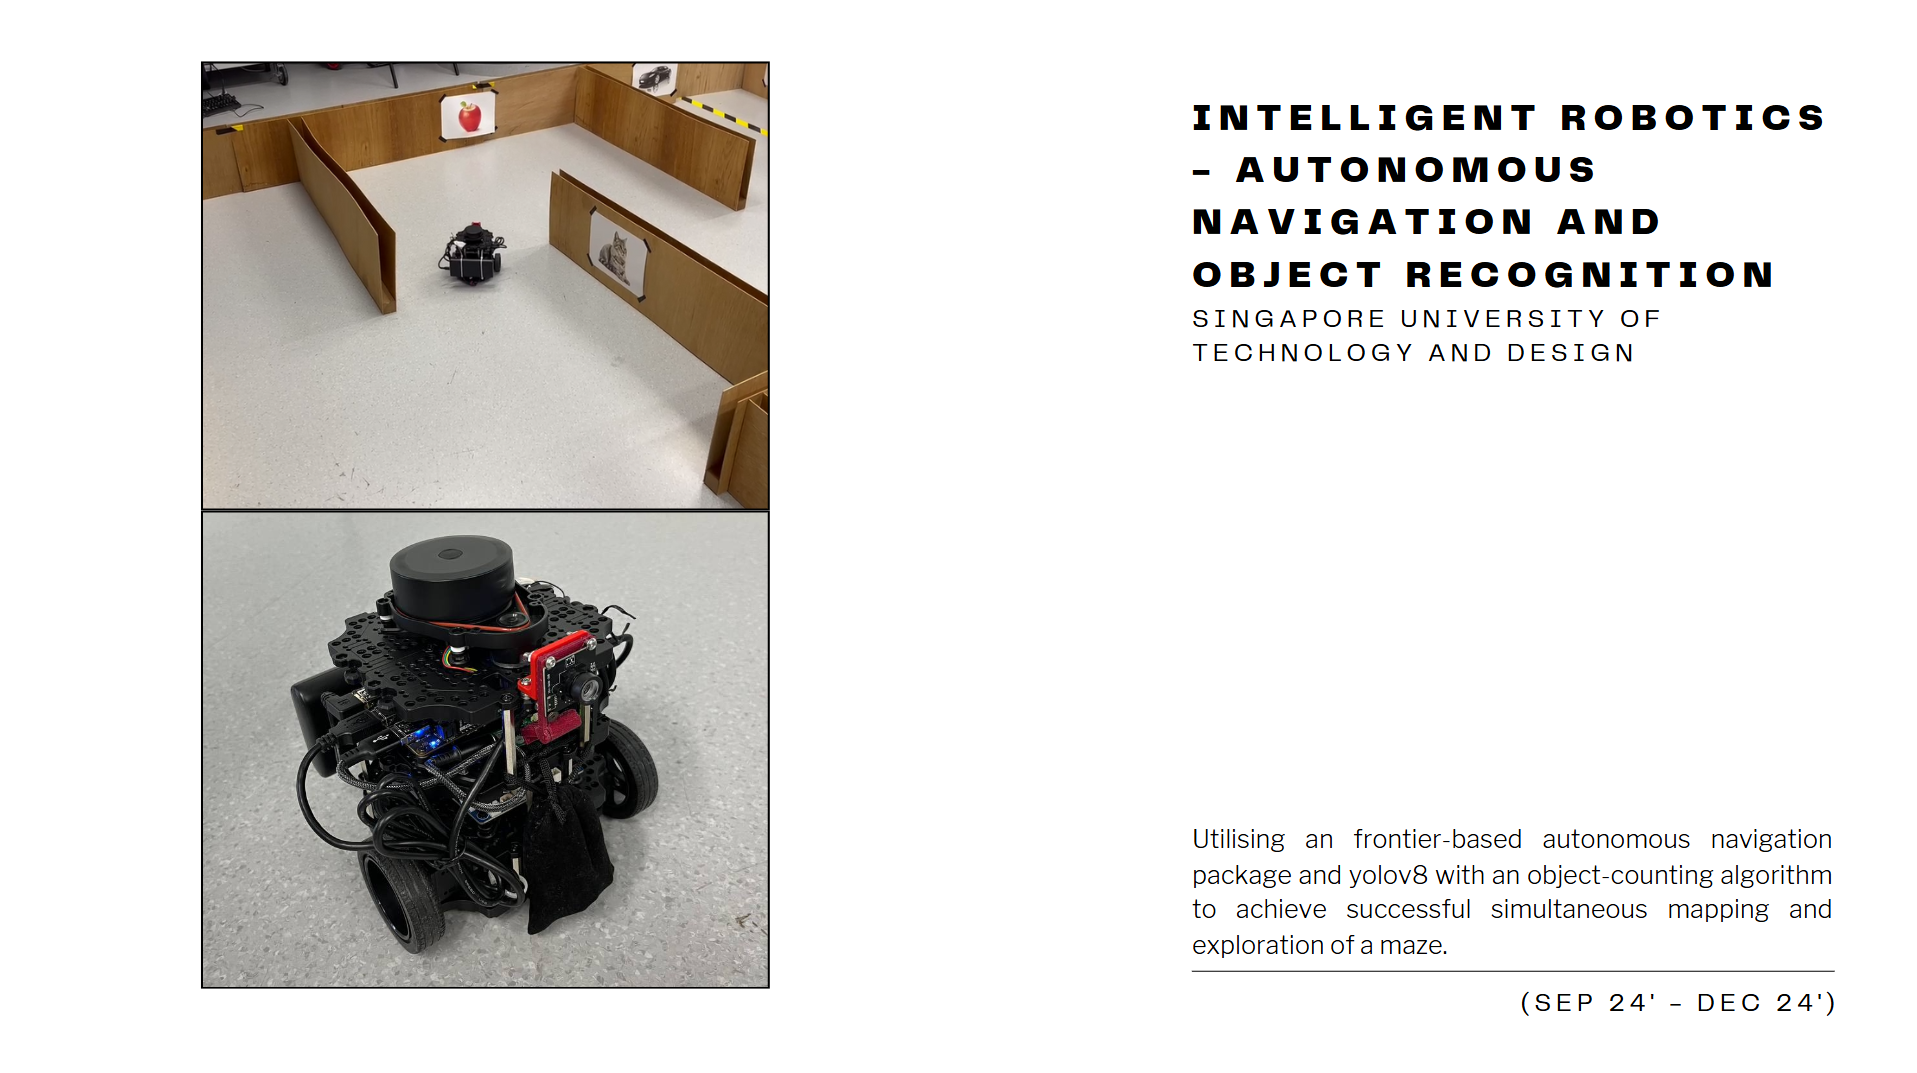 INTELLIGENT ROBOTICS
– AUTONOMOUS
NAVIGATION AND
OBJECT RECOGNITION
SINGAPORE UNIVERSITY OF
TECHNOLOGY AND DESIGN
Utilising an frontier-based autonomous navigation
package and yolov8 with an object-counting algorithm
to achieve successful simultaneous mapping and
exploration of a maze.
(SEP 24' – DEC 24')